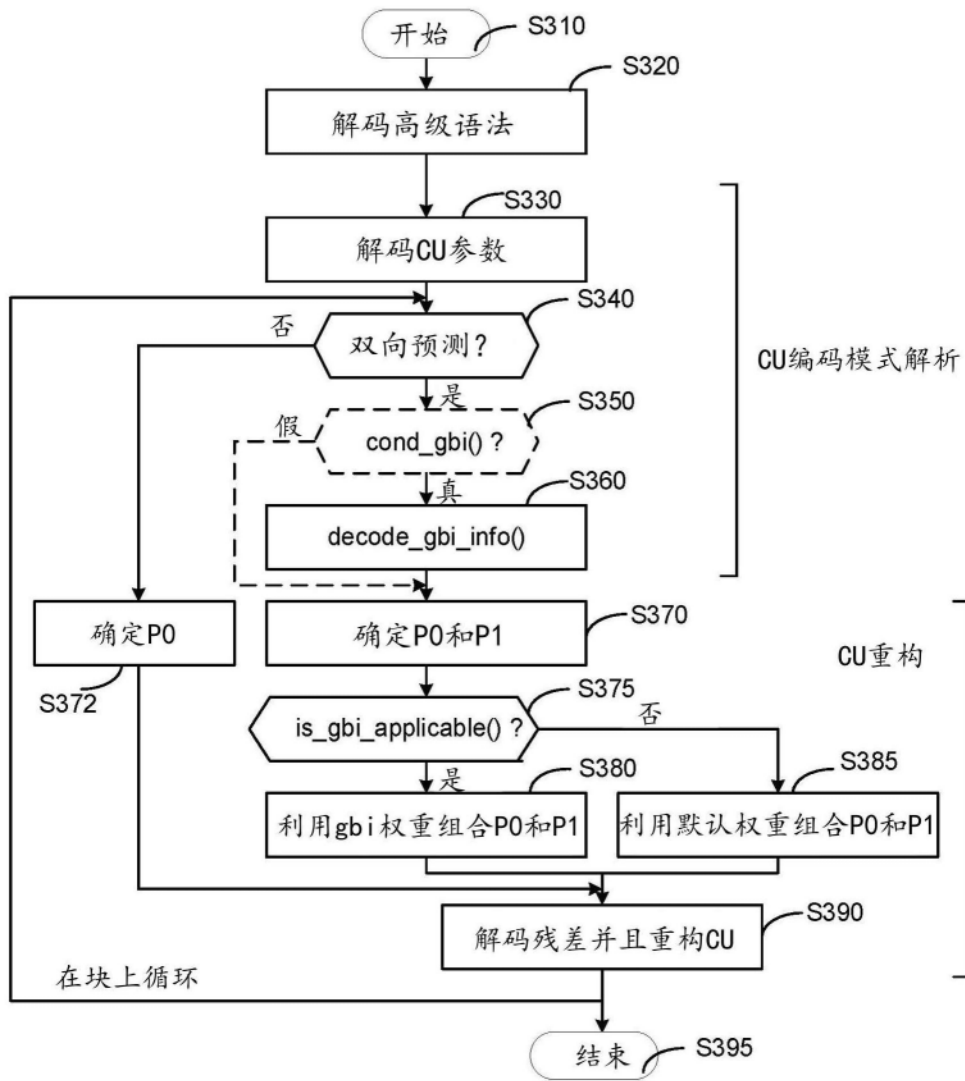 开始
S310
S320
解码高级语法
S330
解码CU参数
S340
否
双向预测？
CU编码模式解析
是
S350
假
cond_gbi() ?
真
S360
decode_gbi_info()
确定P0
确定P0和P1
S370
CU重构
S372
S375
is_gbi_applicable() ?
否
是
S380
S385
利用gbi权重组合P0和P1
利用默认权重组合P0和P1
S390
解码残差并且重构CU
在块上循环
结束
S395